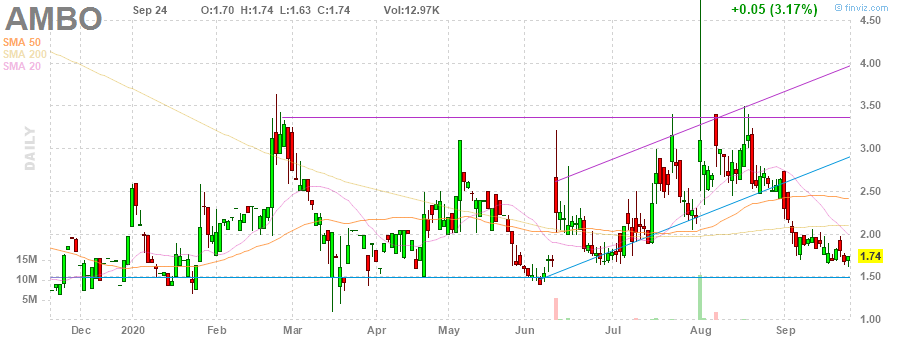 AMBO
Sep 24 O:1.70 H:1.74 L:1.63 C:1.74 Vol:12.97K +0.05 (3.17%)
© finviz.com
SMA 50
SMA 200
SMA 20
DAILY
4.50
4.00
3.50
3.00
2.50
2.00
1.74
1.50
1.00
15M
10M
5M
Dec 2020 Feb Mar Apr May Jun Jul Aug Sep